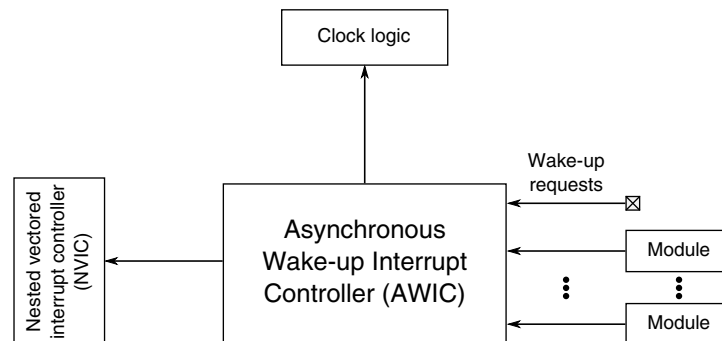 Clock logic
Wake-up
requests
Nested vectored
interrupt controller
(NVIC)
Asynchronous
Wake-up Interrupt
Controller (AWIC)
Module
Module